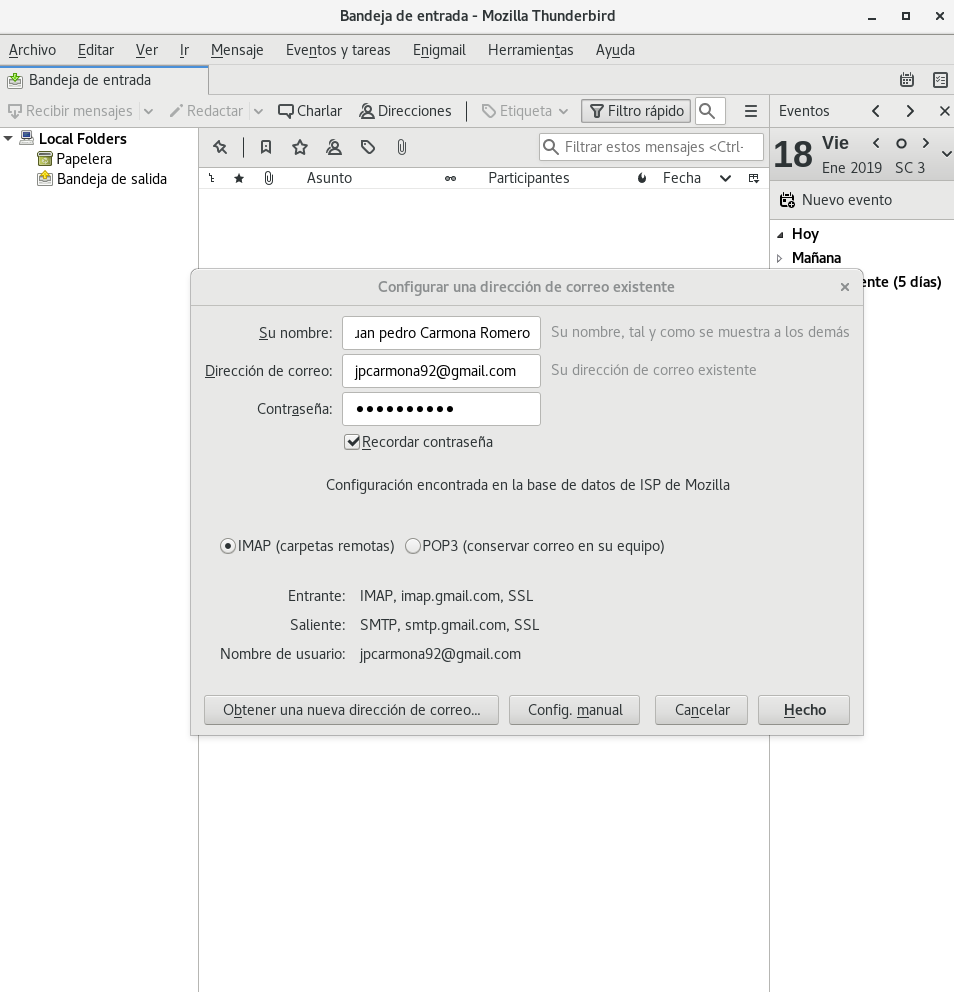 Bandeja de entrada - Mozilla Thunderbird
Archivo Editar Ver Ir Mensaje Eventos y tareas Enigmail Herramientas Ayuda
Bandeja de entrada
Recibir mensajes Redactar Charlar Direcciones Etiqueta Filtro rápido Eventos
Local Folders
Papelera
Bandeja de salida
Filtrar estos mensajes <Ctrl-
Asunto Participantes Fecha
18 Vie
Ene 2019 SC 3
Nuevo evento
Hoy
Mañana
ente (5 días)
Configurar una dirección de correo existente
Su nombre: uan pedro Carmona Romero Su nombre, tal y como se muestra a los demás
Dirección de correo: jpcarmona92@gmail.com Su dirección de correo existente
Contraseña: ••••••••••
Recordar contraseña
Configuración encontrada en la base de datos de ISP de Mozilla
IMAP (carpetas remotas) POP3 (conservar correo en su equipo)
Entrante: IMAP, imap.gmail.com, SSL
Saliente: SMTP, smtp.gmail.com, SSL
Nombre de usuario: jpcarmona92@gmail.com
Obtener una nueva dirección de correo... Config. manual Cancelar Hecho